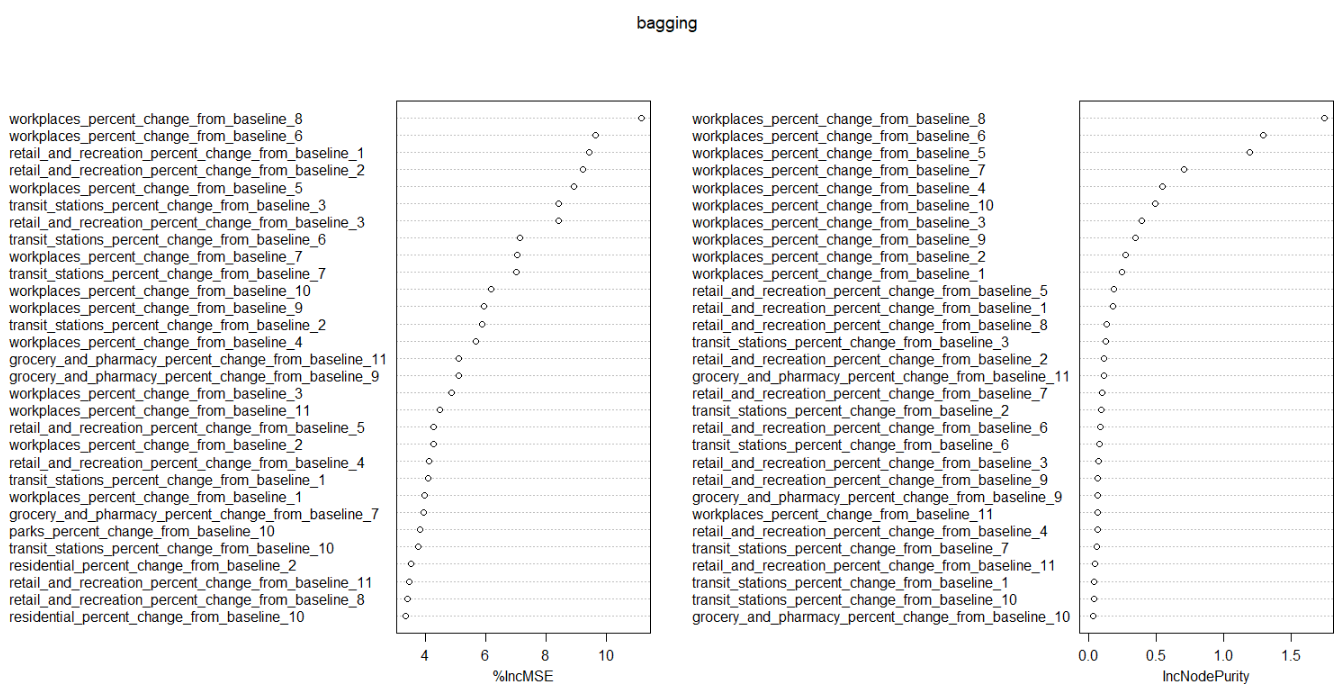 bagging
workplaces_percent_change_from_baseline_8
workplaces_percent_change_from_baseline_6
retail_and_recreation_percent_change_from_baseline_1
retail_and_recreation_percent_change_from_baseline_2
workplaces_percent_change_from_baseline_5
transit_stations_percent_change_from_baseline_3
retail_and_recreation_percent_change_from_baseline_3
transit_stations_percent_change_from_baseline_6
workplaces_percent_change_from_baseline_7
transit_stations_percent_change_from_baseline_7
workplaces_percent_change_from_baseline_10
workplaces_percent_change_from_baseline_9
transit_stations_percent_change_from_baseline_2
workplaces_percent_change_from_baseline_4
grocery_and_pharmacy_percent_change_from_baseline_11
grocery_and_pharmacy_percent_change_from_baseline_9
workplaces_percent_change_from_baseline_3
workplaces_percent_change_from_baseline_11
retail_and_recreation_percent_change_from_baseline_5
workplaces_percent_change_from_baseline_2
retail_and_recreation_percent_change_from_baseline_4
transit_stations_percent_change_from_baseline_1
workplaces_percent_change_from_baseline_1
grocery_and_pharmacy_percent_change_from_baseline_7
parks_percent_change_from_baseline_10
transit_stations_percent_change_from_baseline_10
residential_percent_change_from_baseline_2
retail_and_recreation_percent_change_from_baseline_11
retail_and_recreation_percent_change_from_baseline_8
residential_percent_change_from_baseline_10
4 6 8 10
%IncMSE
workplaces_percent_change_from_baseline_8
workplaces_percent_change_from_baseline_6
workplaces_percent_change_from_baseline_5
workplaces_percent_change_from_baseline_7
workplaces_percent_change_from_baseline_4
workplaces_percent_change_from_baseline_10
workplaces_percent_change_from_baseline_3
workplaces_percent_change_from_baseline_9
workplaces_percent_change_from_baseline_2
workplaces_percent_change_from_baseline_1
retail_and_recreation_percent_change_from_baseline_5
retail_and_recreation_percent_change_from_baseline_1
retail_and_recreation_percent_change_from_baseline_8
transit_stations_percent_change_from_baseline_3
retail_and_recreation_percent_change_from_baseline_2
grocery_and_pharmacy_percent_change_from_baseline_11
retail_and_recreation_percent_change_from_baseline_7
transit_stations_percent_change_from_baseline_2
retail_and_recreation_percent_change_from_baseline_6
transit_stations_percent_change_from_baseline_6
retail_and_recreation_percent_change_from_baseline_3
retail_and_recreation_percent_change_from_baseline_9
grocery_and_pharmacy_percent_change_from_baseline_9
workplaces_percent_change_from_baseline_11
retail_and_recreation_percent_change_from_baseline_4
transit_stations_percent_change_from_baseline_7
retail_and_recreation_percent_change_from_baseline_11
transit_stations_percent_change_from_baseline_1
transit_stations_percent_change_from_baseline_10
grocery_and_pharmacy_percent_change_from_baseline_10
0.0 0.5 1.0 1.5
IncNodePurity